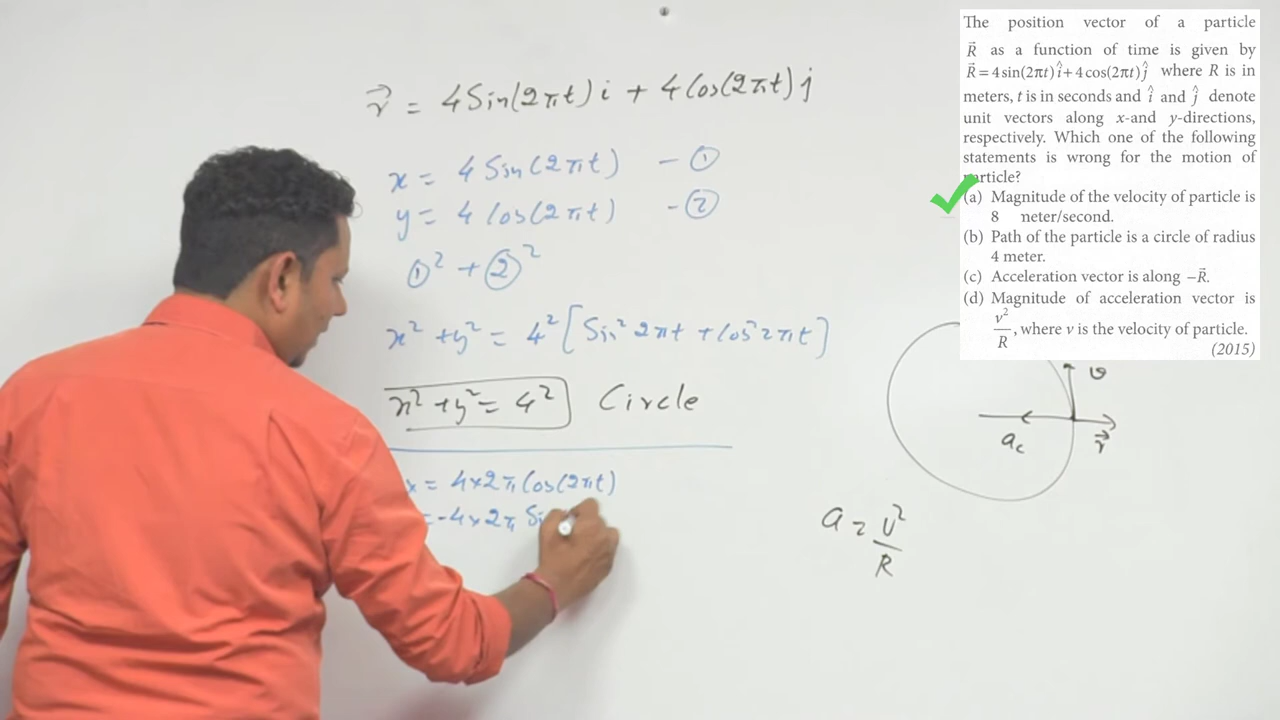 r⃗ = 4Sin(2πt)i + 4Cos(2πt)j
x = 4Sin(2πt) - ①
y = 4Cos(2πt) - ②
①² + ②²
x² + y² = 4² [Sin² 2πt + Cos² 2πt]
x² + y² = 4² Circle
x = 4×2π Cos(2πt)
= -4×2π
The position vector of a particle
R⃗ as a function of time is given by
R⃗ = 4 sin(2πt)î + 4 cos(2πt)ĵ where R is in
meters, t is in seconds and î and ĵ denote
unit vectors along x-and y-directions,
respectively. Which one of the following
statements is wrong for the motion of
particle?
(a) Magnitude of the velocity of particle is
8 neter/second.
(b) Path of the particle is a circle of radius
4 meter.
(c) Acceleration vector is along −R⃗.
(d) Magnitude of acceleration vector is
v²/R, where v is the velocity of particle.
(2015)
v
a_c
r⃗
a = v²/R